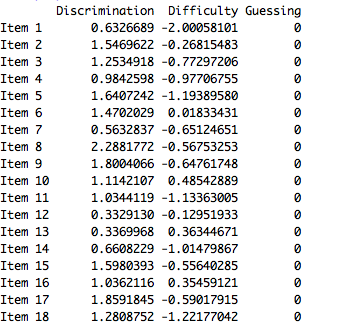 Discrimination Difficulty Guessing
Item 1 0.6326689 -2.00058101 0
Item 2 1.5469622 -0.26815483 0
Item 3 1.2534918 -0.77297206 0
Item 4 0.9842598 -0.97706755 0
Item 5 1.6407242 -1.19389580 0
Item 6 1.4702029 0.01833431 0
Item 7 0.5632837 -0.65124651 0
Item 8 2.2881772 -0.56753253 0
Item 9 1.8004066 -0.64761748 0
Item 10 1.1142107 0.48542889 0
Item 11 1.0344119 -1.13363005 0
Item 12 0.3329130 -0.12951933 0
Item 13 0.3369968 0.36344671 0
Item 14 0.6608229 -1.01479867 0
Item 15 1.5980393 -0.55640285 0
Item 16 1.0362116 0.35459121 0
Item 17 1.8591845 -0.59017915 0
Item 18 1.2808752 -1.22177042 0